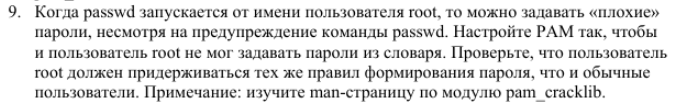 9. Когда passwd запускается от имени пользователя root, то можно задавать «плохие»
пароли, несмотря на предупреждение команды passwd. Настройте PAM так, чтобы
и пользователь root не мог задавать пароли из словаря. Проверьте, что пользователь
root должен придерживаться тех же правил формирования пароля, что и обычные
пользователи. Примечание: изучите man-страницу по модулю pam_cracklib.